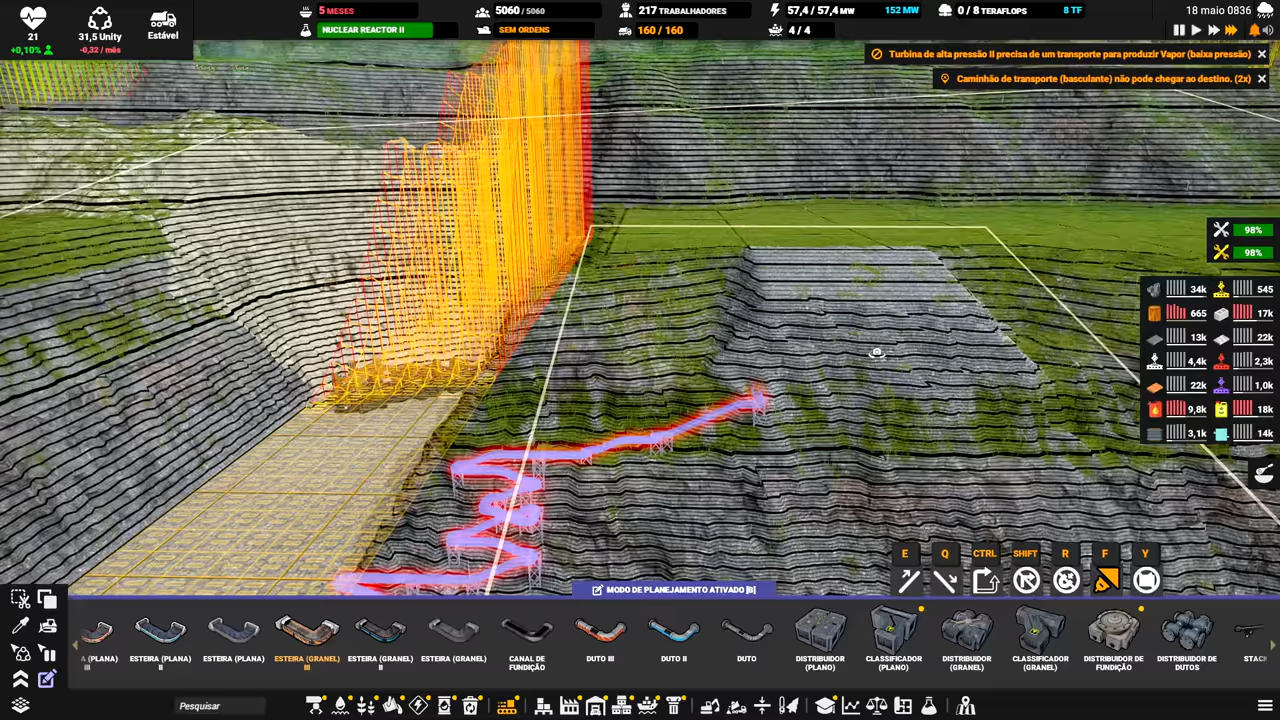 21
+0,10%
31,5 Unity
-0,32 / mês
Estável
5 MESES
NUCLEAR REACTOR II
5060 / 5060
SEM ORDENS
217 TRABALHADORES
160 / 160
57,4 / 57,4 MW
152 MW
4 / 4
0 / 8 TERAFLOPS
8 TF
18 maio 0836
Turbina de alta pressão II precisa de um transporte para produzir Vapor (baixa pressão)
Caminhão de transporte (basculante) não pode chegar ao destino. (2x)
98%
98%
34k
545
665
17k
13k
22k
4,4k
2,3k
22k
1,0k
9,8k
18k
3,1k
14k
E
Q
CTRL
SHIFT
R
F
Y
MODO DE PLANEJAMENTO ATIVADO [B]
(PLANA) III
ESTEIRA (PLANA) II
ESTEIRA (PLANA)
ESTEIRA (GRANEL) III
ESTEIRA (GRANEL) II
ESTEIRA (GRANEL)
CANAL DE FUNDIÇÃO
DUTO III
DUTO II
DUTO
DISTRIBUIDOR (PLANO)
CLASSIFICADOR (PLANO)
DISTRIBUIDOR (GRANEL)
CLASSIFICADOR (GRANEL)
DISTRIBUIDOR DE FUNDIÇÃO
DISTRIBUIDOR DE DUTOS
STAC
Pesquisar